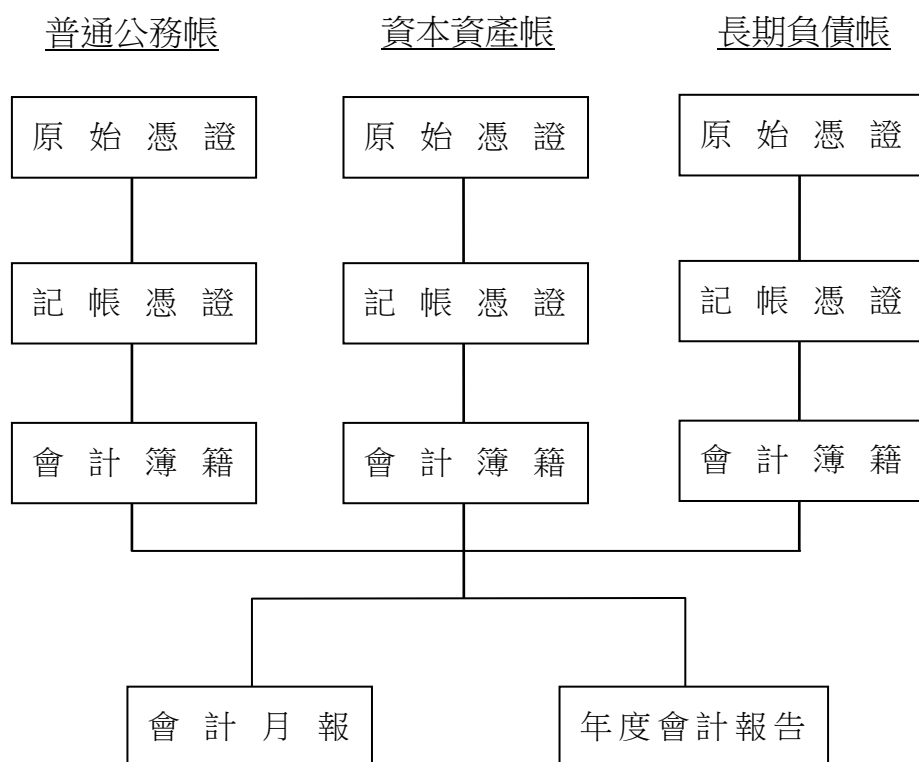 普通公務帳 資本資產帳 長期負債帳
原始憑證 原始憑證 原始憑證
記帳憑證 記帳憑證 記帳憑證
會計簿籍 會計簿籍 會計簿籍
會計月報 年度會計報告